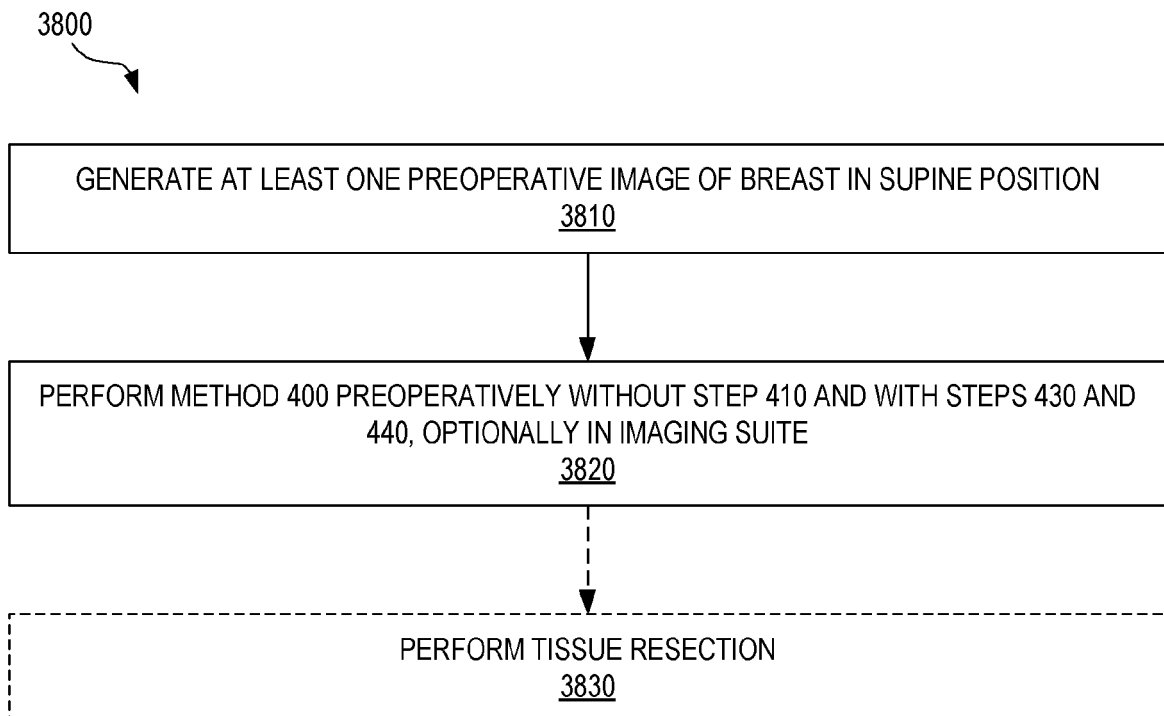 3800
GENERATE AT LEAST ONE PREOPERATIVE IMAGE OF BREAST IN SUPINE POSITION
3810
PERFORM METHOD 400 PREOPERATIVELY WITHOUT STEP 410 AND WITH STEPS 430 AND
440, OPTIONALLY IN IMAGING SUITE
3820
PERFORM TISSUE RESECTION
3830